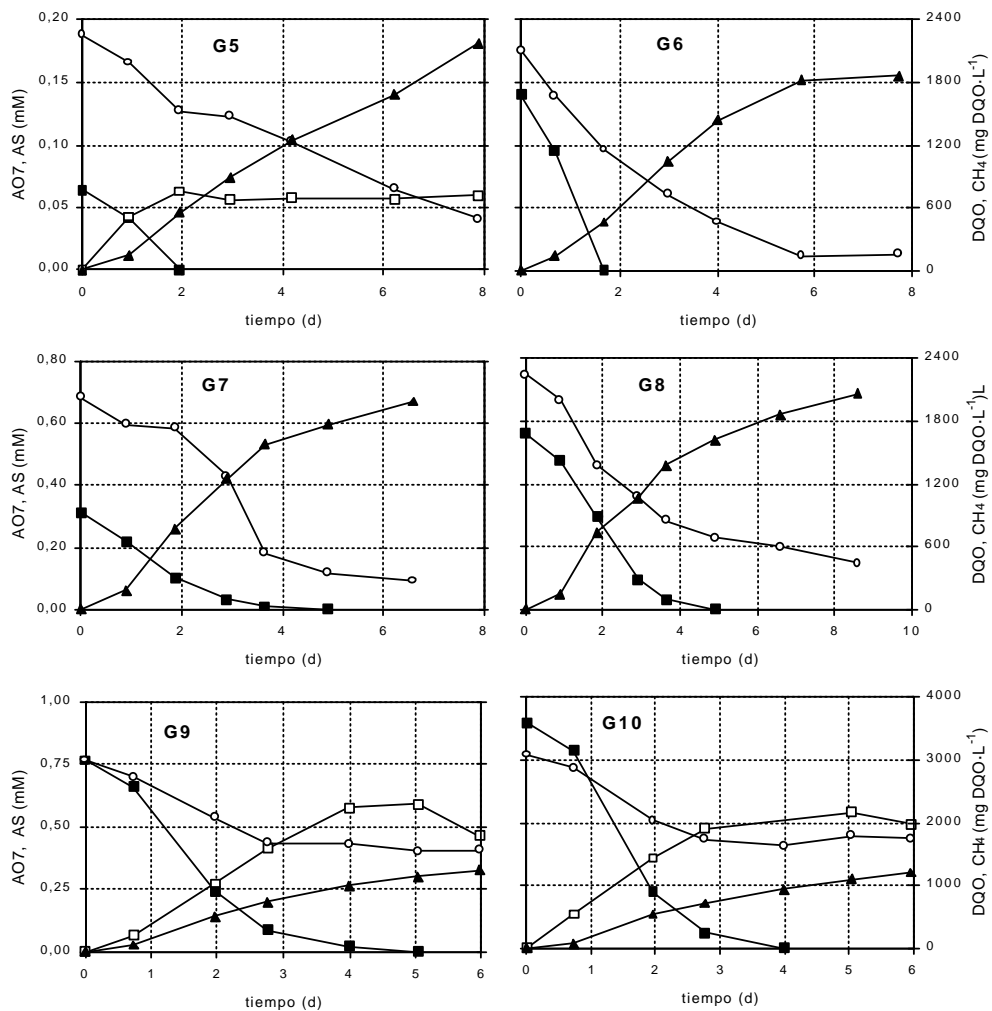 G5
0,20
0,15
0,10
0,05
0,00
AO7, AS (mM)
0 2 4 6 8
tiempo (d)
G6
2400
1800
1200
600
0
DQO, CH4 (mg DQO·L-1)
0 2 4 6 8
tiempo (d)
G7
0,80
0,60
0,40
0,20
0,00
AO7, AS (mM)
0 2 4 6 8
tiempo (d)
G8
2400
1800
1200
600
0
DQO, CH4 (mg DQO·L-1)L
0 2 4 6 8 10
tiempo (d)
G9
1,00
0,75
0,50
0,25
0,00
AO7, AS (mM)
0 1 2 3 4 5 6
tiempo (d)
G10
4000
3000
2000
1000
0
DQO, CH4 (mg DQO·L-1)
0 1 2 3 4 5 6
tiempo (d)